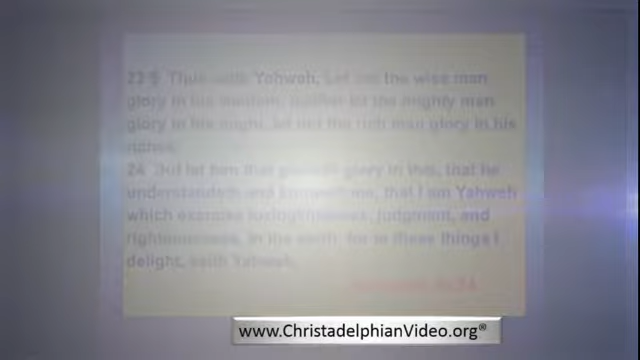 23 ¶ Thus saith Yahweh, Let not the wise man
glory in his wisdom, neither let the mighty man
glory in his might, let not the rich man glory in his
riches:
24 But let him that glorieth glory in this, that he
understandeth and knoweth me, that I am Yahweh
which exercise lovingkindness, judgment, and
righteousness, in the earth: for in these things I
delight, saith Yahweh.
www.ChristadelphianVideo.org®